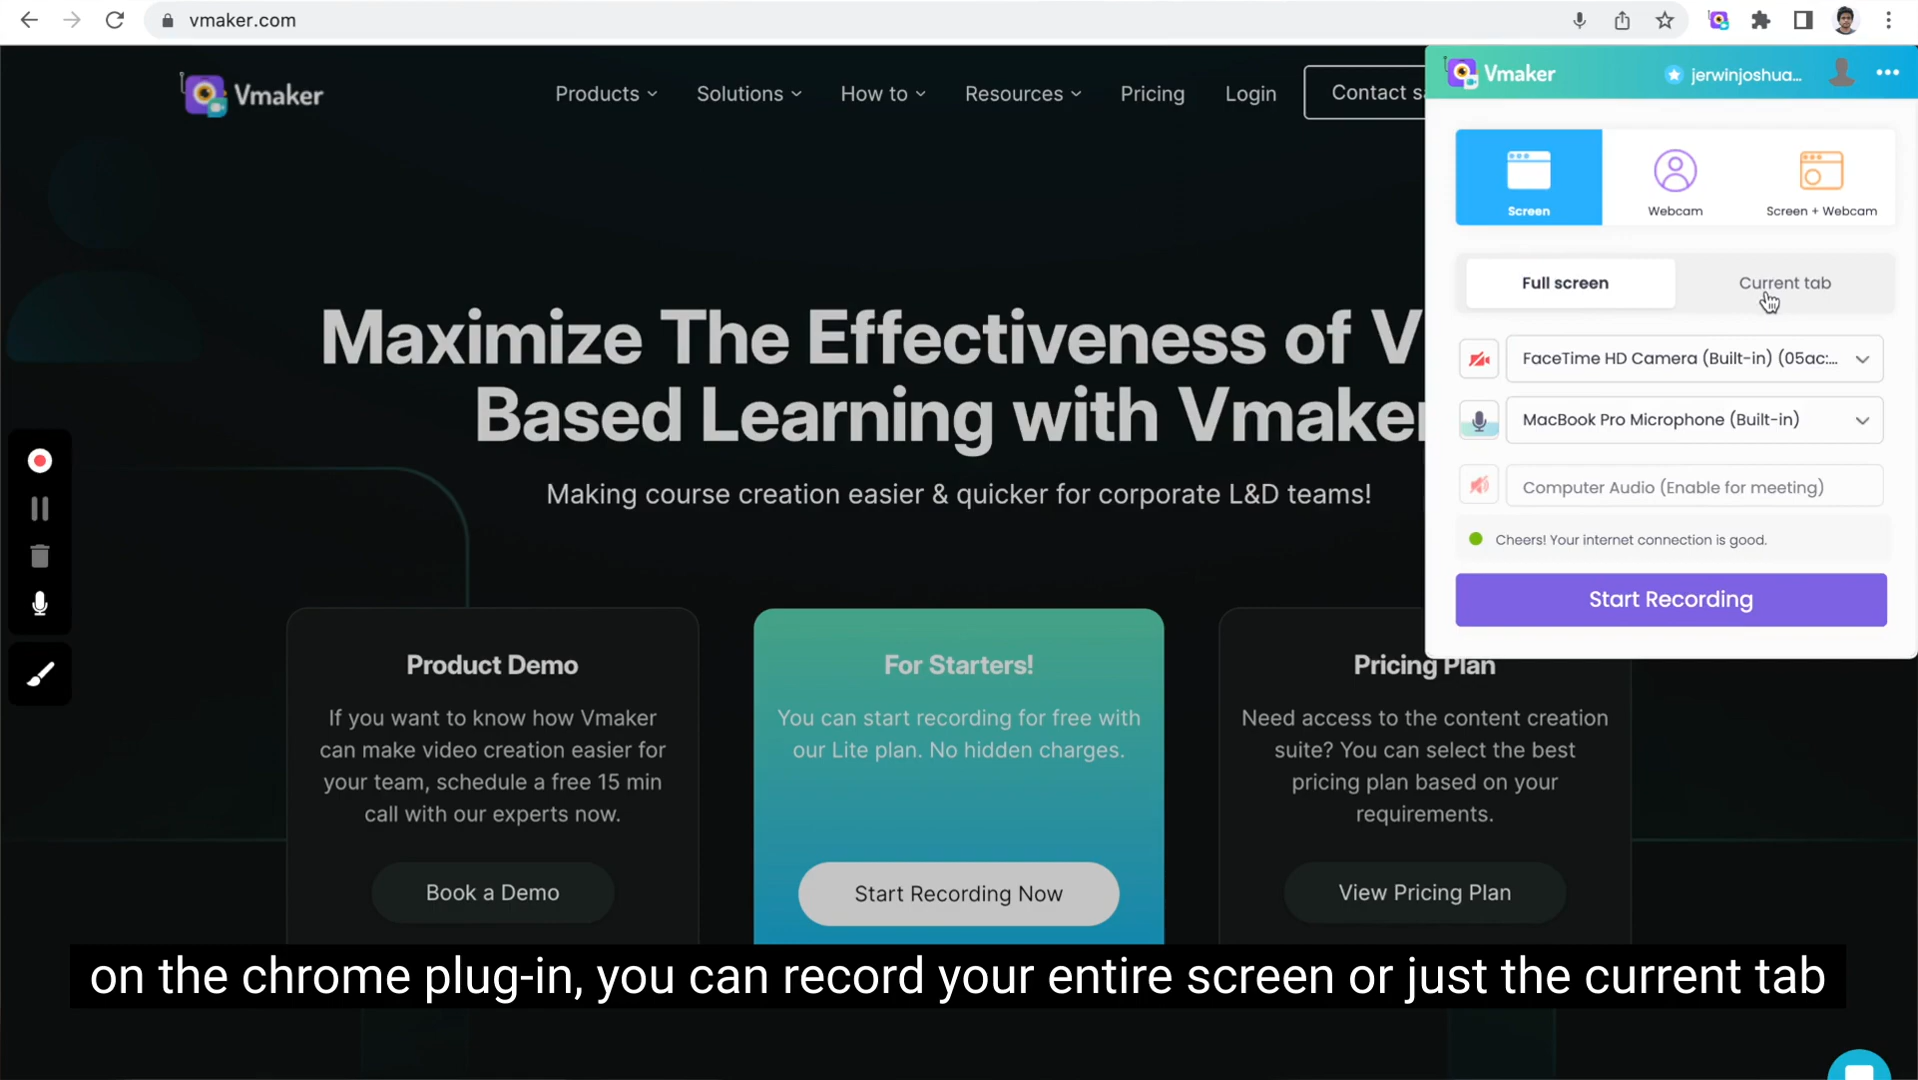 vmaker.com
Vmaker
Products
Solutions
How to
Resources
Pricing
Login
Contact sa
Maximize The Effectiveness of V
Based Learning with Vmaker
Making course creation easier & quicker for corporate L&D teams!
Product Demo
If you want to know how Vmaker
can make video creation easier for
your team, schedule a free 15 min
call with our experts now.
Book a Demo
For Starters!
You can start recording for free with
our Lite plan. No hidden charges.
Start Recording Now
Pricing Plan
Need access to the content creation
suite? You can select the best
pricing plan based on your
requirements.
View Pricing Plan
Vmaker
jerwinjoshua...
Screen
Webcam
Screen + Webcam
Full screen
Current tab
FaceTime HD Camera (Built-in) (05ac:...
MacBook Pro Microphone (Built-in)
Computer Audio (Enable for meeting)
Cheers! Your internet connection is good.
Start Recording
on the chrome plug-in, you can record your entire screen or just the current tab